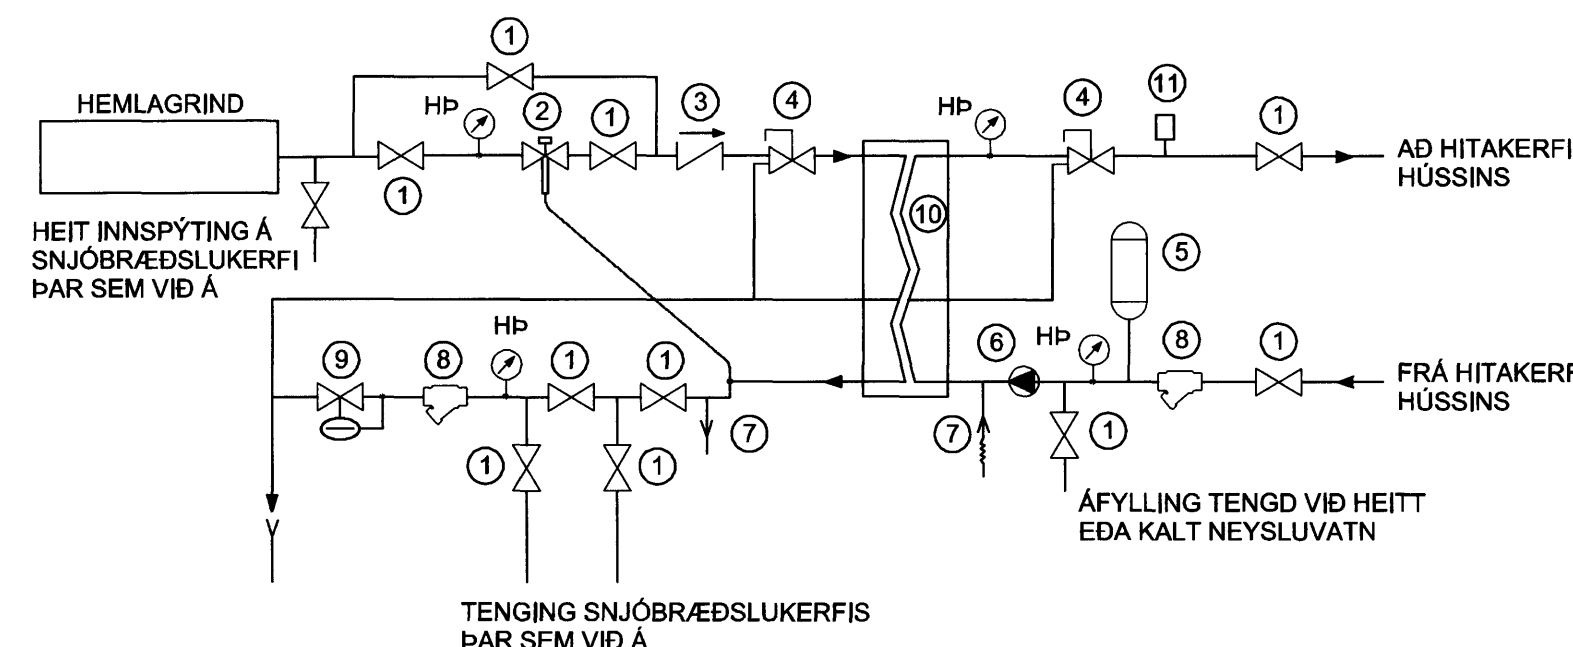 1
HEMLAGRIND
HÞ
2
1
3
4
HÞ
4
11
1
1
AÐ HITAKERFI
HÚSSINS
10
HEIT INNSPÝTING Á
SNJÓBRÆÐSLUKERFI
ÞAR SEM VIÐ Á
5
HÞ
HÞ
9
8
1
1
6
8
1
FRÁ HITAKERF
HÚSSINS
7
7
1
1
1
ÁFYLLING TENGD VIÐ HEITT
EÐA KALT NEYSLUVATN
TENGING SNJÓBRÆÐSLUKERFIS
ÞAR SEM VIÐ Á